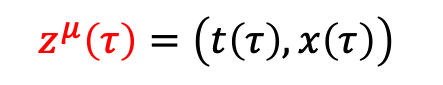 z^μ(τ) = (t(τ), x(τ))